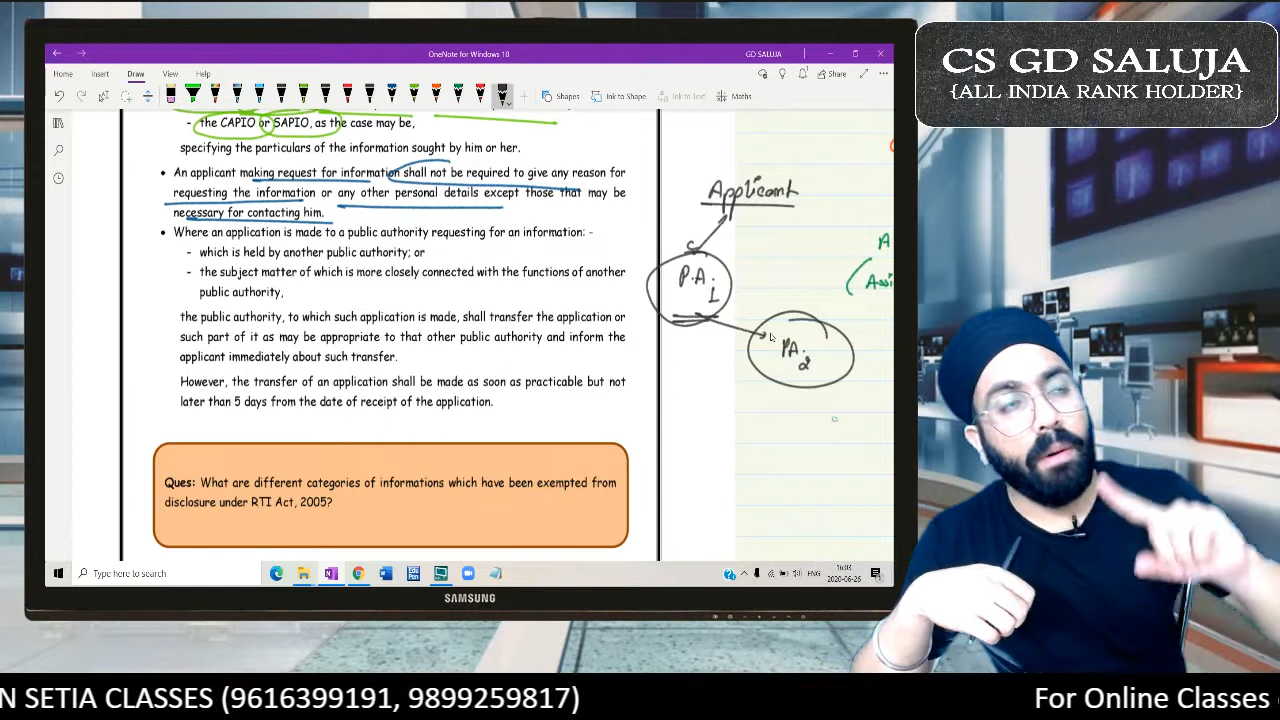 CS GD SALUJA
{ALL INDIA RANK HOLDER}
OneNote for Windows 10
GD SALUJA
Home Insert Draw View Help
Share
Shapes Ink to Shape Ink to Text Maths
- the CAPIO or SAPIO, as the case may be,
specifying the particulars of the information sought by him or her.
• An applicant making request for information shall not be required to give any reason for
requesting the information or any other personal details except those that may be
necessary for contacting him.
• Where an application is made to a public authority requesting for an information: -
- which is held by another public authority; or
- the subject matter of which is more closely connected with the functions of another
public authority,
the public authority, to which such application is made, shall transfer the application or
such part of it as may be appropriate to that other public authority and inform the
applicant immediately about such transfer.
However, the transfer of an application shall be made as soon as practicable but not
later than 5 days from the date of receipt of the application.
Ques: What are different categories of informations which have been exempted from
disclosure under RTI Act, 2005?
Applicant
P.A.
1
PA.
2
A
Type here to search
ENG
2020-06-26
SAMSUNG
N SETIA CLASSES (9616399191, 9899259817)
For Online Classes